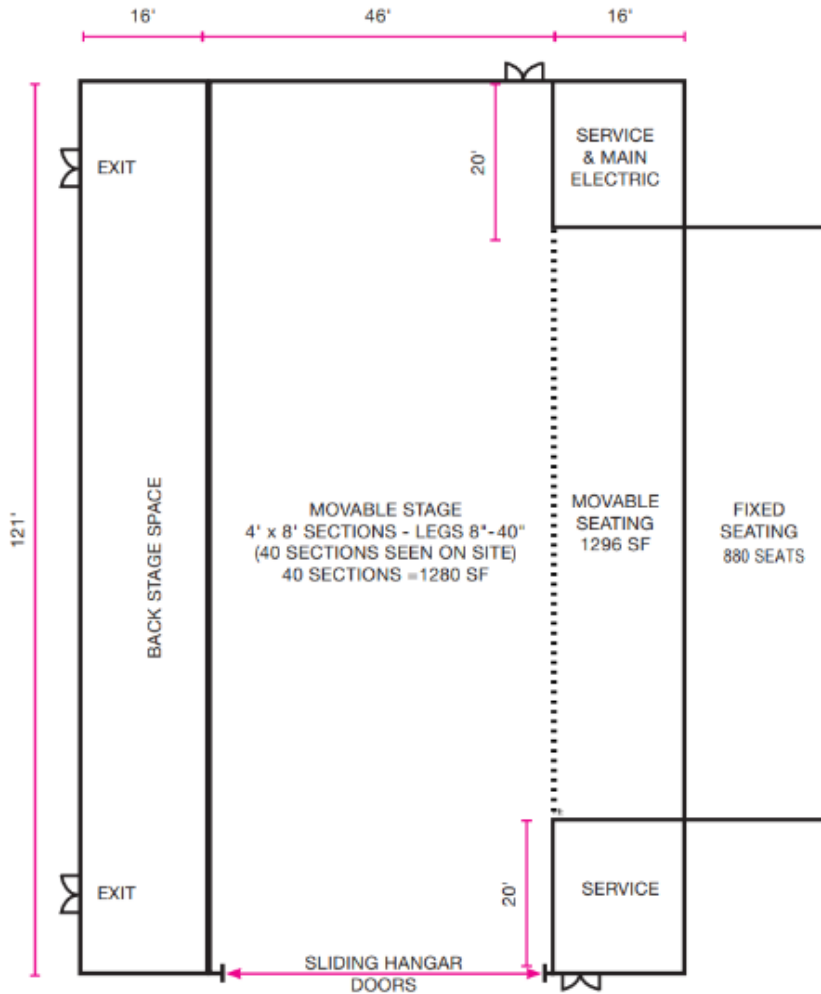 16'
46'
16'
EXIT
20'
SERVICE
& MAIN
ELECTRIC
121'
BACK STAGE SPACE
MOVABLE STAGE
4' x 8' SECTIONS - LEGS 8"-40"
(40 SECTIONS SEEN ON SITE)
40 SECTIONS =1280 SF
MOVABLE
SEATING
1296 SF
FIXED
SEATING
880 SEATS
EXIT
20'
SERVICE
SLIDING HANGAR
DOORS